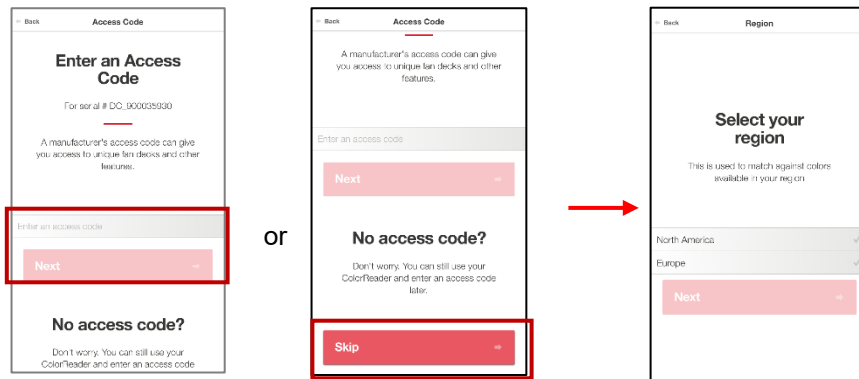 Back
Access Code
Enter an Access
Code
For serial # DC_900035930
A manufacturer's access code can give
you access to unique fan decks and other
features.
Enter an access code
Next
No access code?
Don't worry. You can still use your
ColorReader and enter an access code
or
Back
Access Code
A manufacturer's access code can give
you access to unique fan decks and other
features.
Enter an access code
Next
No access code?
Don't worry. You can still use your
ColorReader and enter an access code
later.
Skip
Back
Region
Select your
region
This is used to match against colors
available in your region
North America
Europe
Next